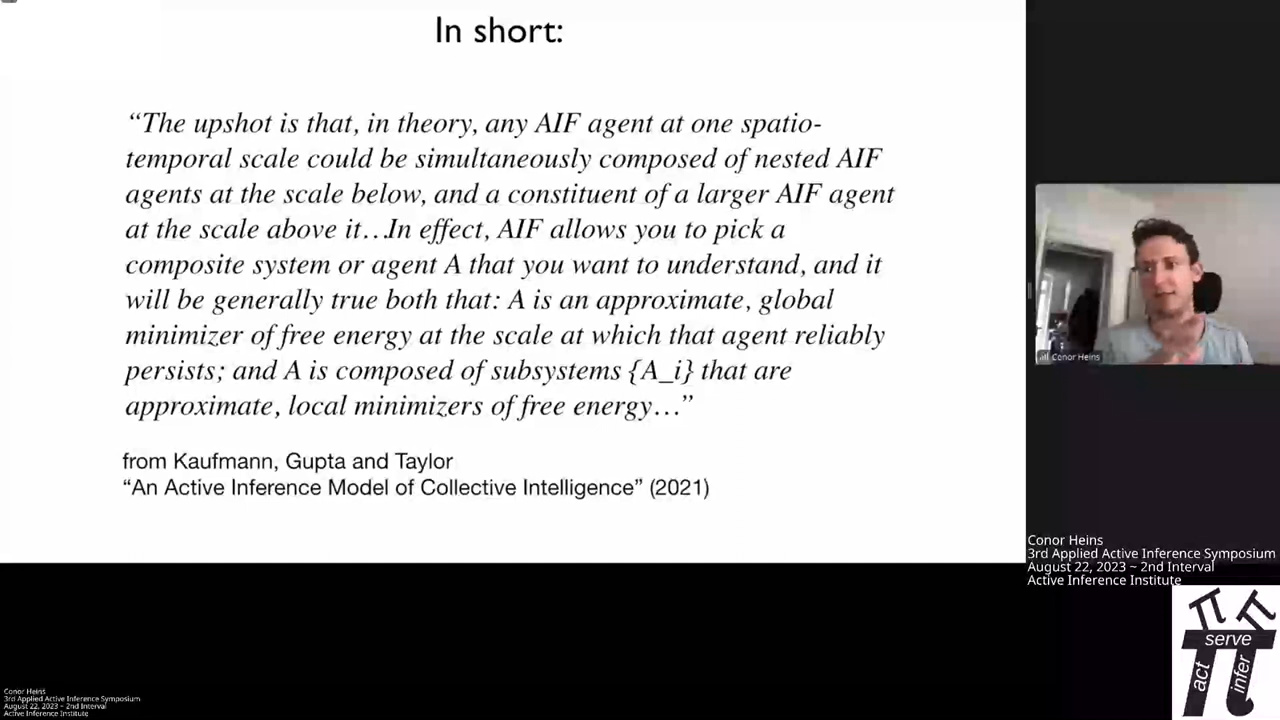 In short:
“The upshot is that, in theory, any AIF agent at one spatio-
temporal scale could be simultaneously composed of nested AIF
agents at the scale below, and a constituent of a larger AIF agent
at the scale above it…In effect, AIF allows you to pick a
composite system or agent A that you want to understand, and it
will be generally true both that: A is an approximate, global
minimizer of free energy at the scale at which that agent reliably
persists; and A is composed of subsystems {A_i} that are
approximate, local minimizers of free energy…”
from Kaufmann, Gupta and Taylor
“An Active Inference Model of Collective Intelligence” (2021)
Conor Heins
Conor Heins
3rd Applied Active Inference Symposium
August 22, 2023 ~ 2nd Interval
Active Inference Institute
serve
act
infer
Conor Heins
3rd Applied Active Inference Symposium
August 22, 2023 ~ 2nd Interval
Active Inference Institute